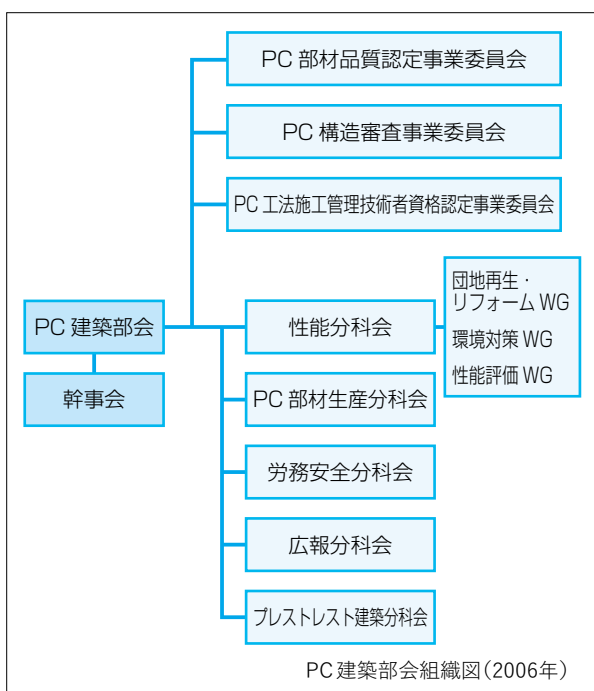 PC 部材品質認定事業委員会
PC 構造審査事業委員会
PC 工法施工管理技術者資格認定事業委員会
PC 建築部会
幹事会
性能分科会
団地再生・
リフォーム WG
環境対策 WG
性能評価 WG
PC 部材生産分科会
労務安全分科会
広報分科会
プレストレスト建築分科会
PC建築部会組織図(2006年)